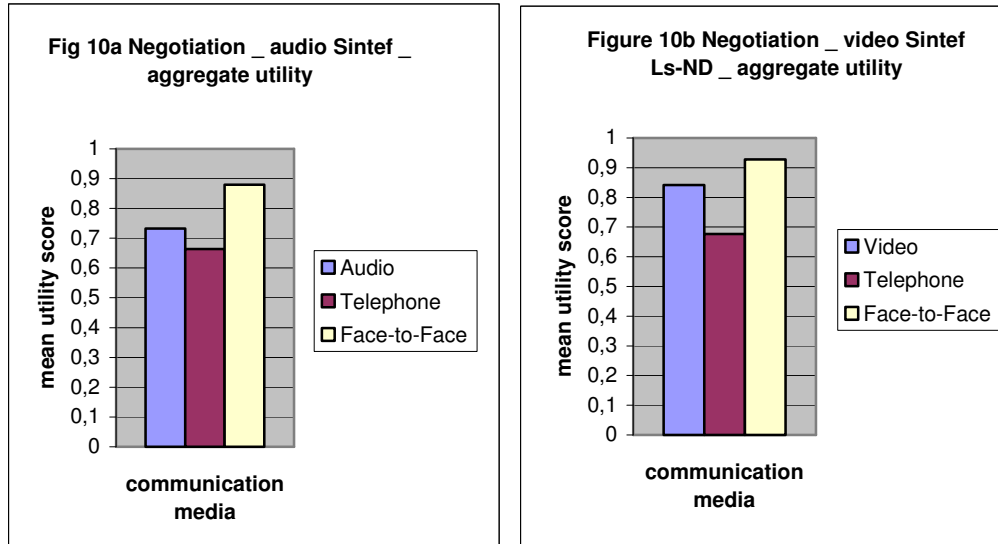 Fig 10a Negotiation _ audio Sintef _
aggregate utility
1
0,9
0,8
0,7
0,6
0,5
0,4
0,3
0,2
0,1
0
mean utility score
communication
media
Audio
Telephone
Face-to-Face
Figure 10b Negotiation _ video Sintef
Ls-ND _ aggregate utility
1
0,9
0,8
0,7
0,6
0,5
0,4
0,3
0,2
0,1
0
mean utility score
communication
media
Video
Telephone
Face-to-Face